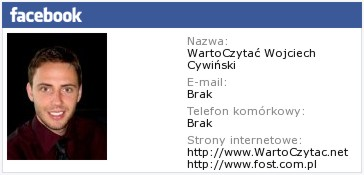 facebook
Nazwa:
WartoCzytać Wojciech
Cywiński
E-mail:
Brak
Telefon komórkowy:
Brak
Strony internetowe:
http://www.WartoCzytac.net
http://www.fost.com.pl